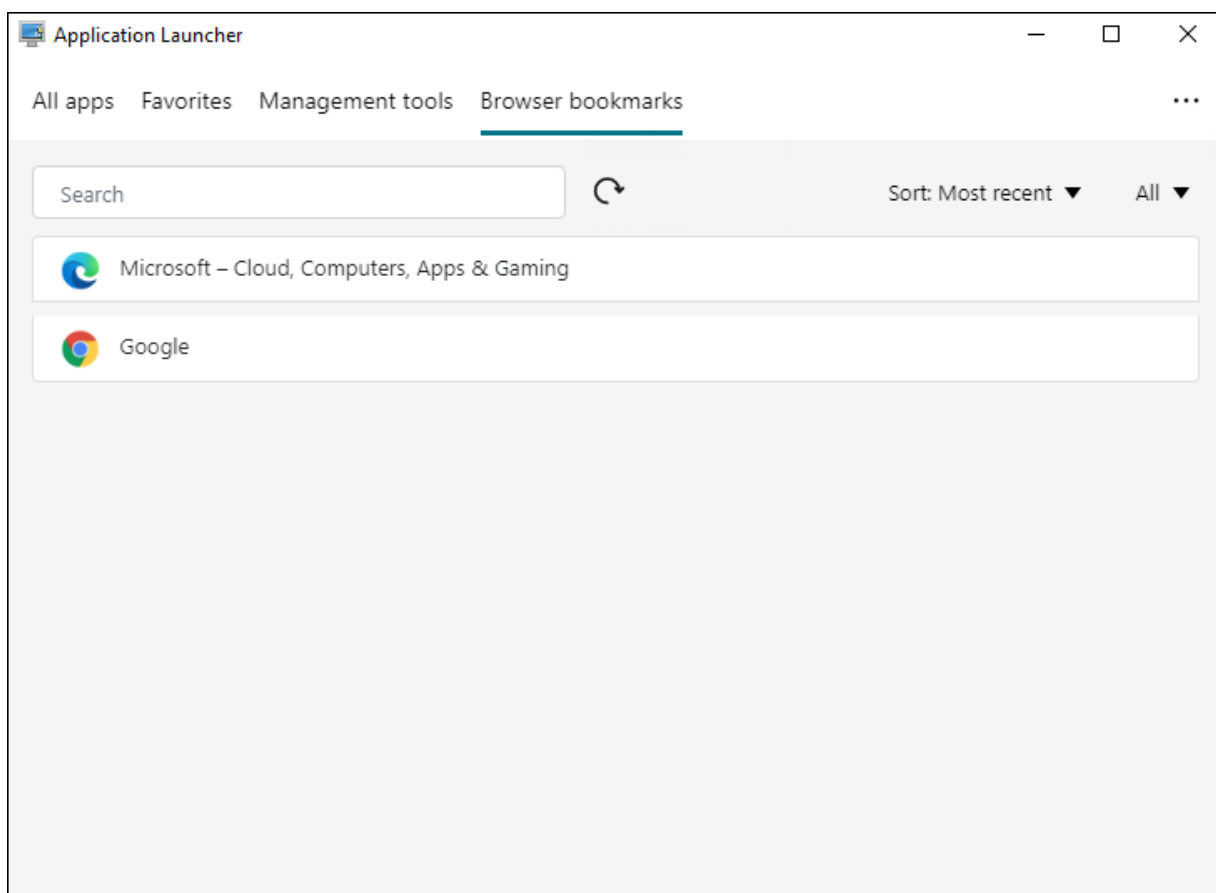 Application Launcher
All apps Favorites Management tools Browser bookmarks
Search Sort: Most recent All
Microsoft – Cloud, Computers, Apps & Gaming
Google